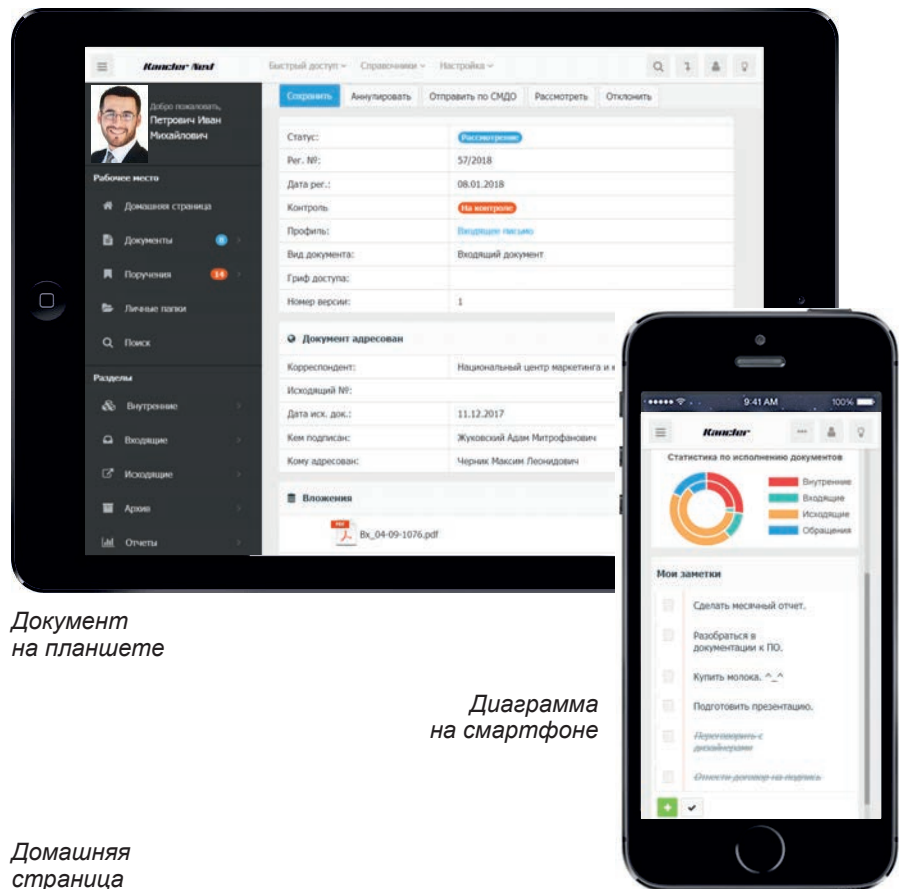 Kancler Next
Быстрый доступ Справочники Настройка
Добро пожаловать,
Петрович Иван
Михайлович
Рабочее место
Домашняя страница
Документы 8
Поручения 14
Личные папки
Поиск
Разделы
Внутренние
Входящие
Исходящие
Архив
Отчеты
Сохранить Аннулировать Отправить по СМДО Рассмотреть Отклонить
Статус: Рассмотрение
Рег. №: 57/2018
Дата рег.: 08.01.2018
Контроль На контроле
Профиль: Входящее письмо
Вид документа: Входящий документ
Гриф доступа:
Номер версии: 1
Документ адресован
Корреспондент: Национальный центр маркетинга и к
Исходящий №:
Дата исх. док.: 11.12.2017
Кем подписан: Жуковский Адам Митрофанович
Кому адресован: Черник Максим Леонидович
Вложения
PDF
Вх_04-09-1076.pdf
9:41 AM 100%
Kancler
Статистика по исполнению документов
Внутренние
Входящие
Исходящие
Обращения
Мои заметки
Сделать месячный отчет.
Разобраться в
документации к ПО.
Купить молока. ^_^
Подготовить презентацию.
Переговорить с
дизайнерами
Отнести договор на подпись
Документ
на планшете
Диаграмма
на смартфоне
Домашняя
страница